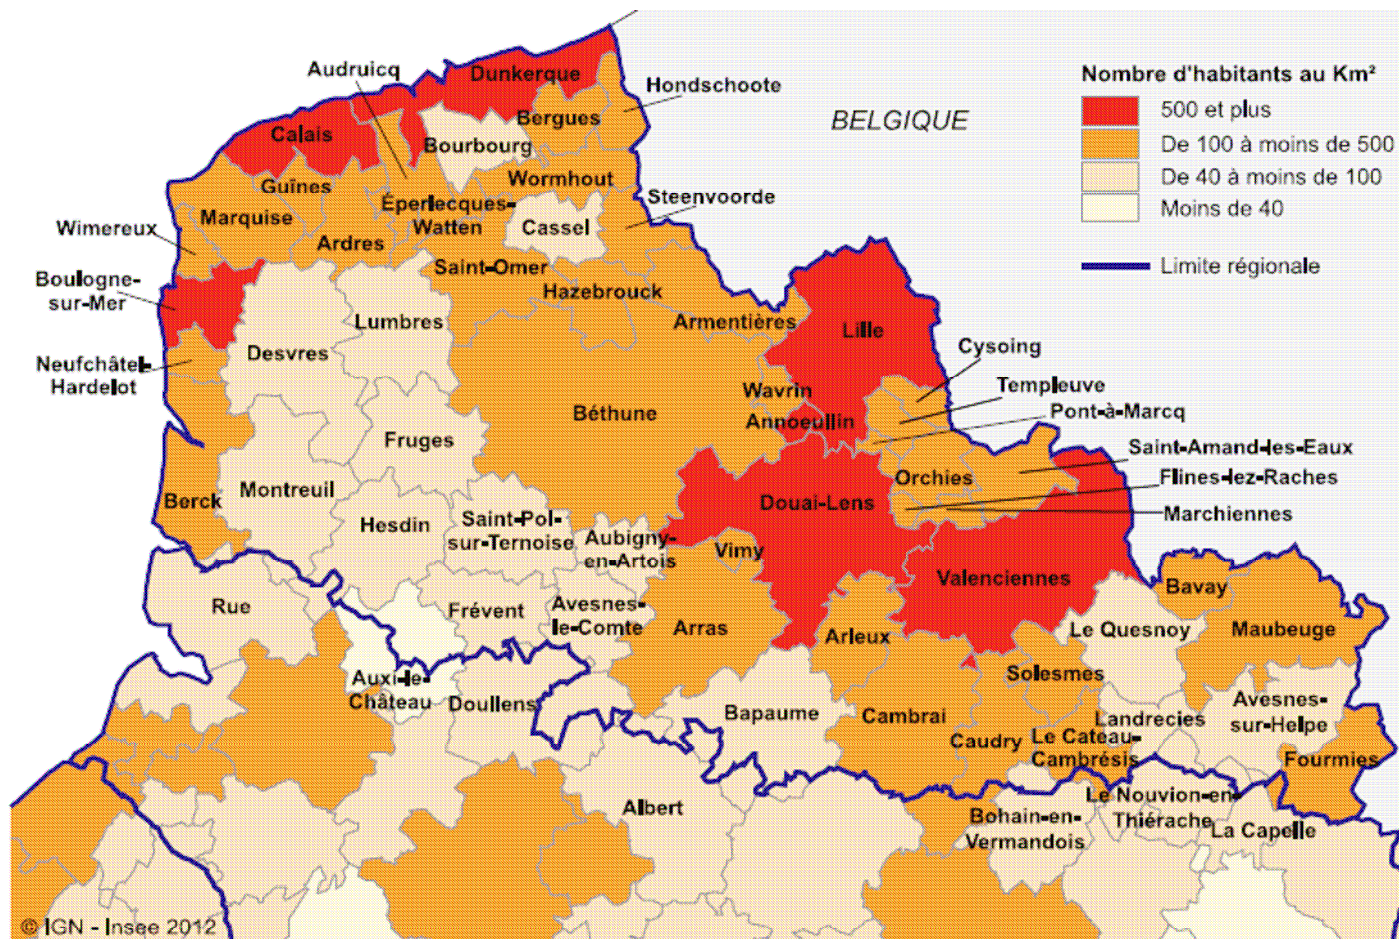 Dunkerque
Audruicq
Hondschoote
Nombre d'habitants au Km²
500 et plus
De 100 à moins de 500
De 40 à moins de 100
Moins de 40
Limite régionale
BELGIQUE
Bergues
Calais
Bourbourg
Guînes
Wormhout
Steenvoorde
Éperlecques-
Watten
Marquise
Cassel
Wimereux
Ardres
Saint-Omer
Boulogne-
sur-Mer
Hazebrouck
Lumbres
Armentières
Lille
Desvres
Cysoing
Neufchâtel-
Hardelot
Templeuve
Wavrin
Pont-à-Marcq
Béthune
Annoeullin
Fruges
Saint-Amand-les-Eaux
Orchies
Flines-lez-Raches
Montreuil
Berck
Douai-Lens
Marchiennes
Hesdin
Saint-Pol-
sur-Ternoise
Aubigny-
en-Artois
Vimy
Valenciennes
Bavay
Rue
Frévent
Avesnes-
le-Comte
Arras
Arleux
Le Quesnoy
Maubeuge
Auxi-le-
Château
Solesmes
Doullens
Bapaume
Cambrai
Landrecies
Avesnes-
sur-Helpe
Caudry
Le Cateau-
Cambrésis
Fourmies
Albert
Bohain-en-
Vermandois
Le Nouvion-en-
Thiérache
La Capelle
© IGN - Insee 2012